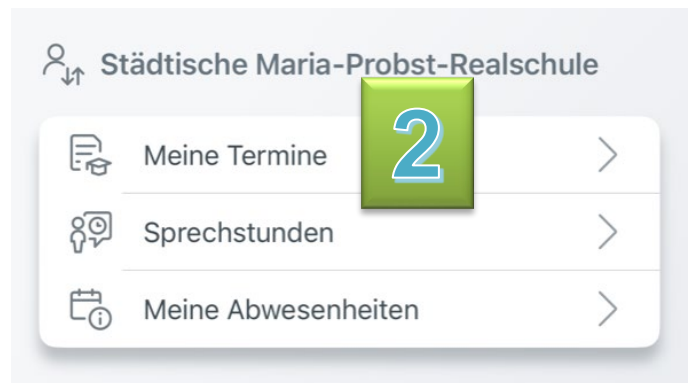 Städtische Maria-Probst-Realschule
2
Meine Termine
Sprechstunden
Meine Abwesenheiten